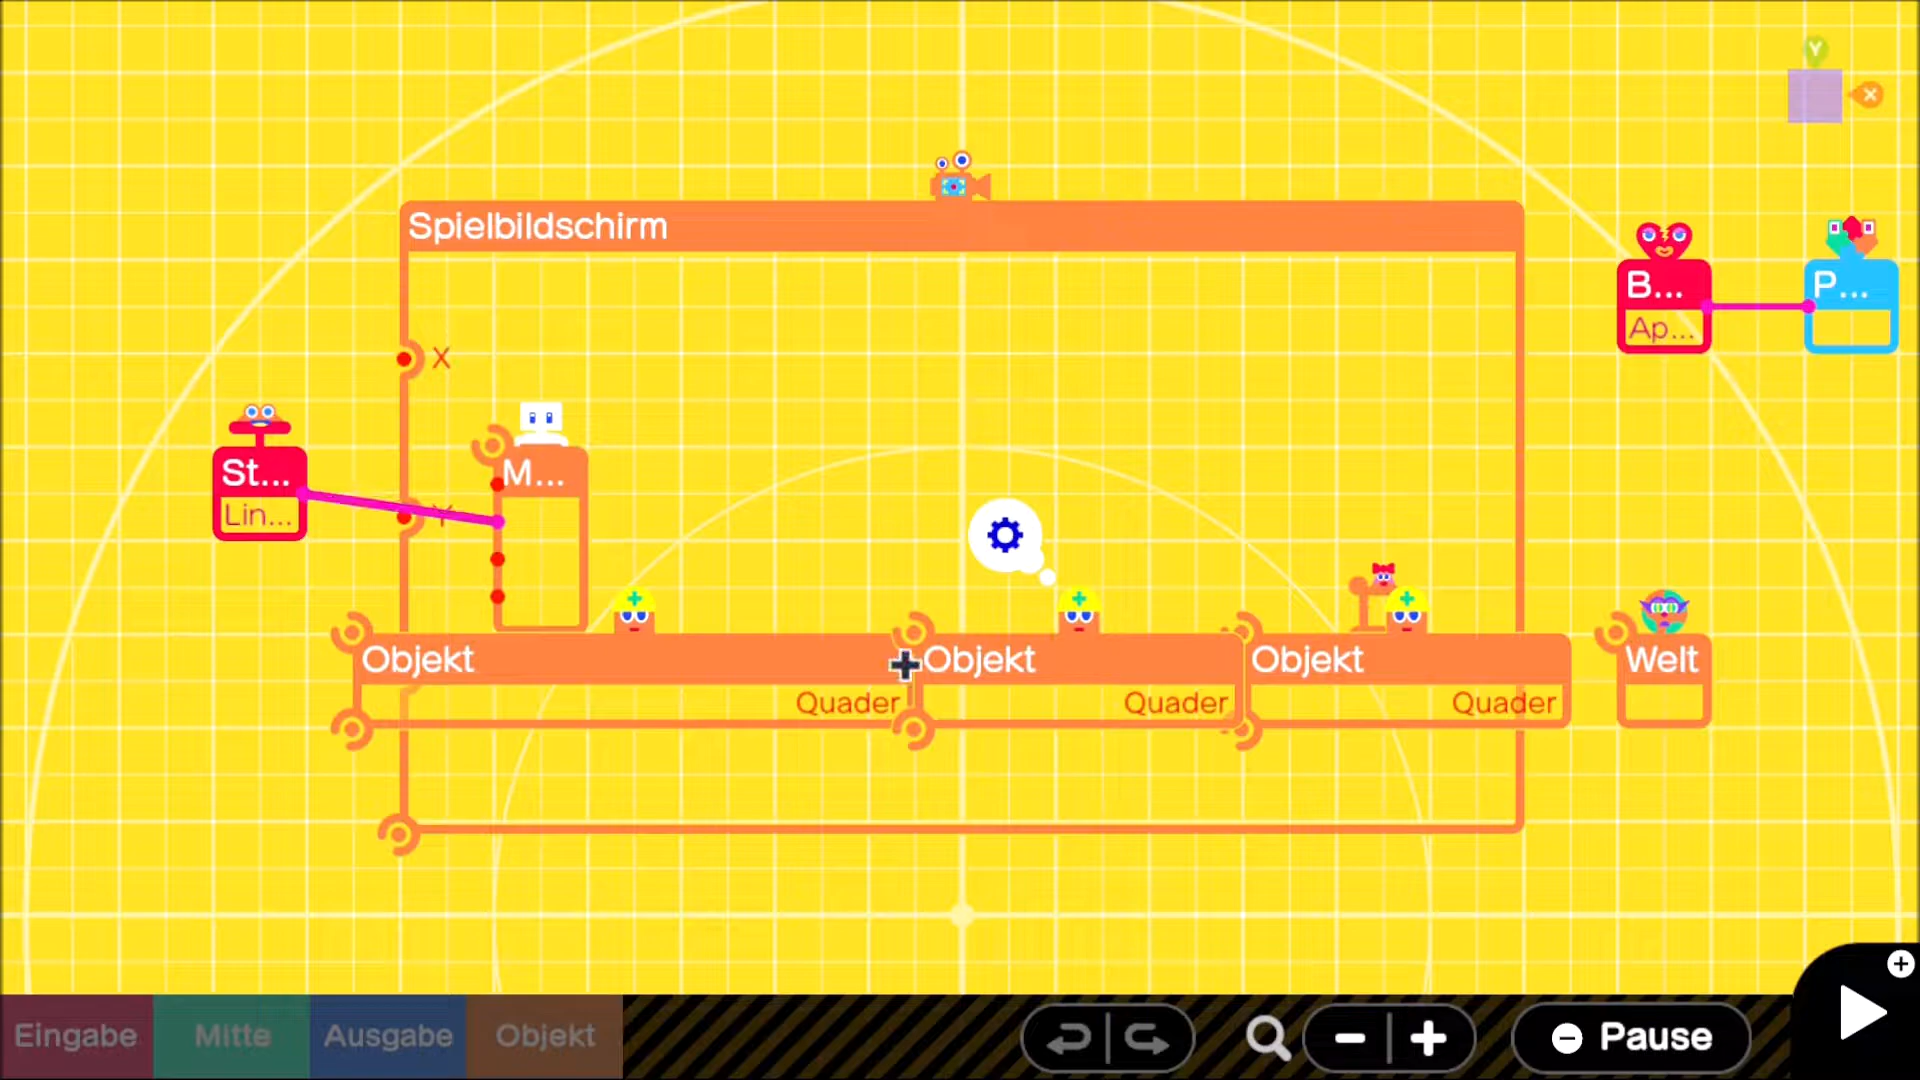 Y
X
Spielbildschirm
B...
Ap...
P...
X
St...
Lin...
Y
M...
Objekt
Quader
Objekt
Quader
Objekt
Quader
Welt
Eingabe
Mitte
Ausgabe
Objekt
Pause